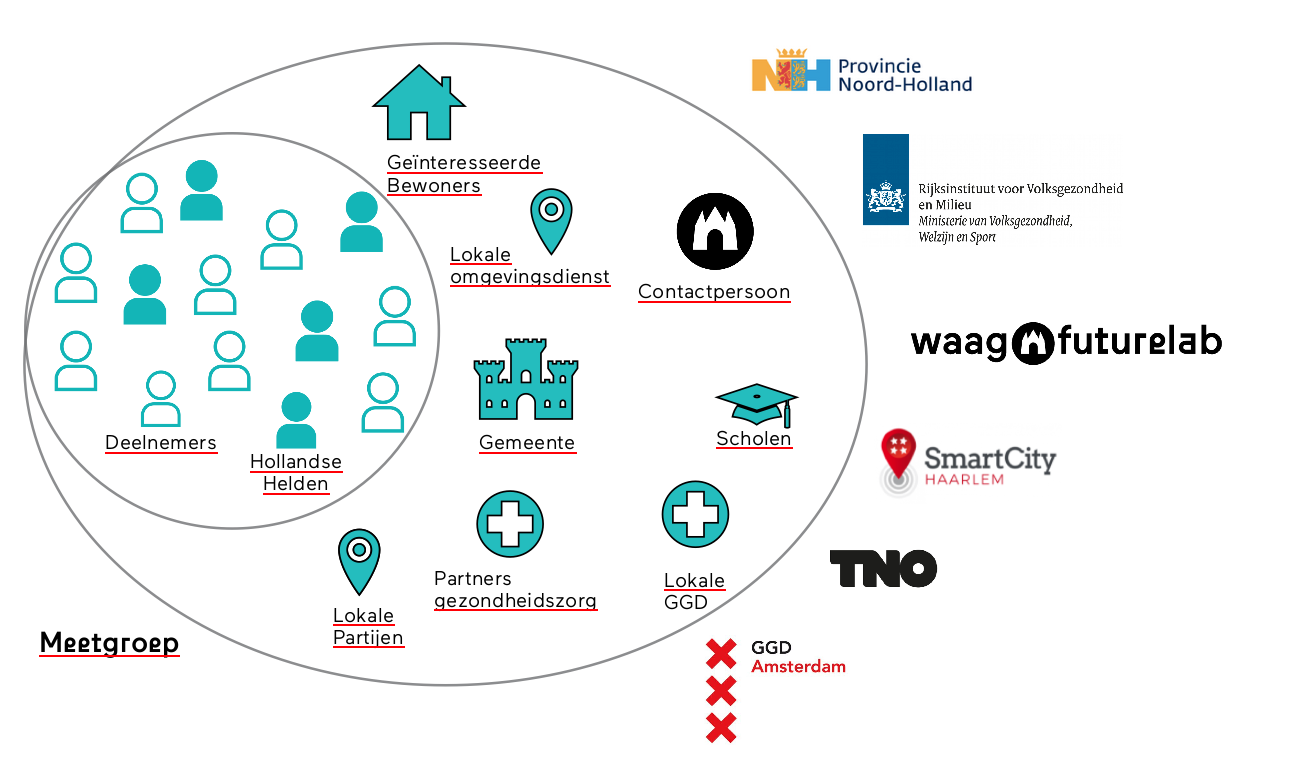 Provincie
Noord-Holland
Geïnteresseerde
Bewoners
Rijksinstituut voor Volksgezondheid
en Milieu
Ministerie van Volksgezondheid,
Welzijn en Sport
Lokale
omgevingsdienst
Contactpersoon
waag futurelab
Deelnemers
Hollandse
Helden
Gemeente
Scholen
SmartCity
HAARLEM
TNO
Lokale
Partijen
Partners
gezondheidszorg
Lokale
GGD
Meetgroep
GGD
Amsterdam
NH